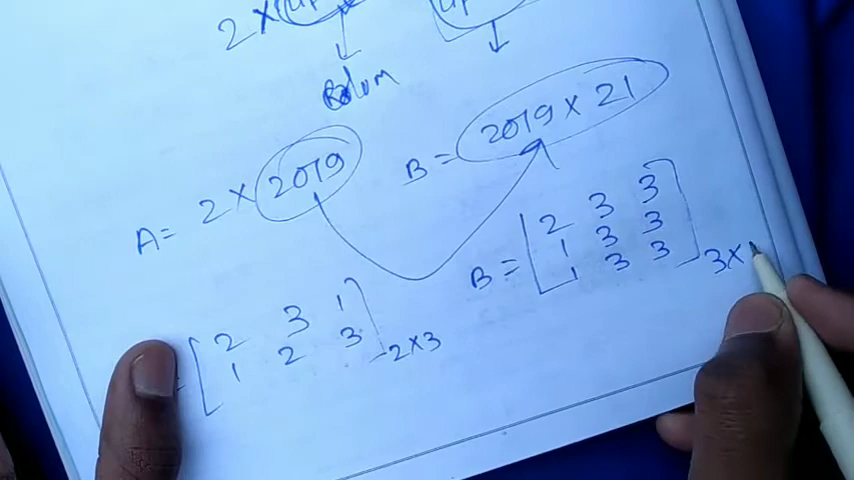 2 ×
A = 2 × 2019 B = 2019 × 21
2 3 1
1 2 3 2×3
B = 2 3 3
1 3 3
1 3 3 3×